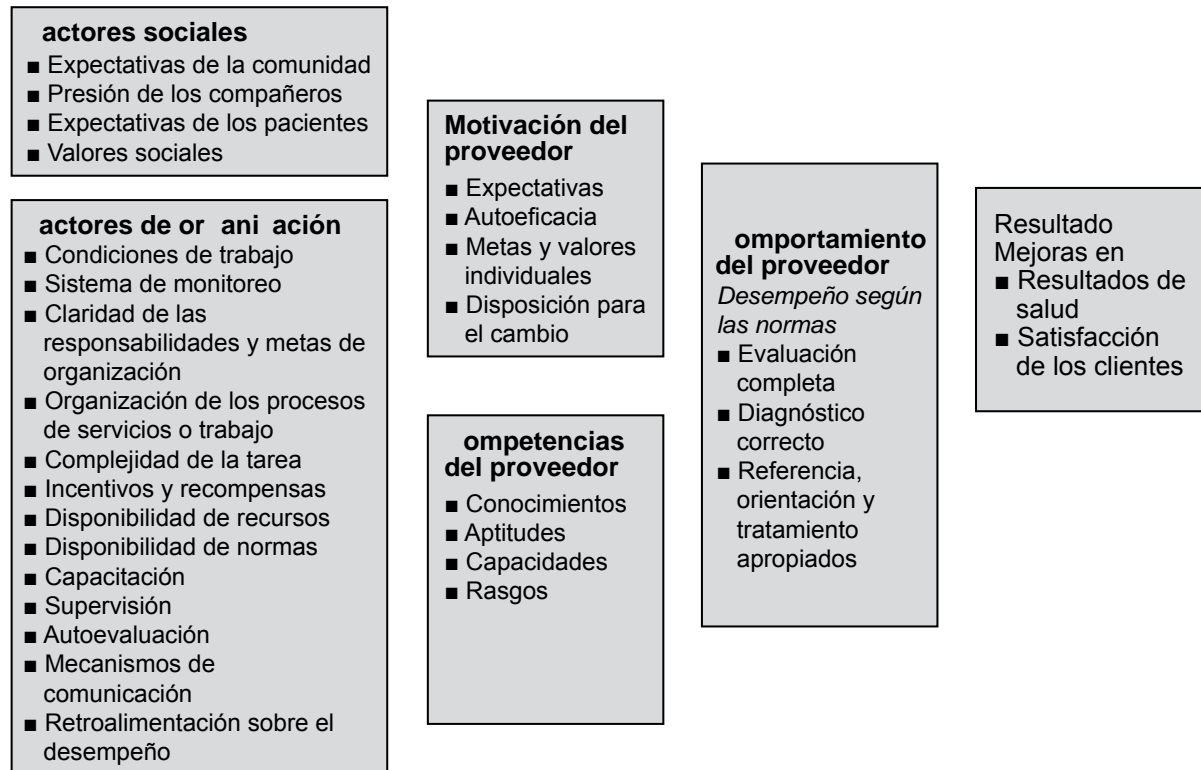 actores sociales
■ Expectativas de la comunidad
■ Presión de los compañeros
■ Expectativas de los pacientes
■ Valores sociales
actores de or ani ación
■ Condiciones de trabajo
■ Sistema de monitoreo
■ Claridad de las
responsabilidades y metas de
organización
■ Organización de los procesos
de servicios o trabajo
■ Complejidad de la tarea
■ Incentivos y recompensas
■ Disponibilidad de recursos
■ Disponibilidad de normas
■ Capacitación
■ Supervisión
■ Autoevaluación
■ Mecanismos de
comunicación
■ Retroalimentación sobre el
desempeño
Motivación del
proveedor
■ Expectativas
■ Autoeficacia
■ Metas y valores
individuales
■ Disposición para
el cambio
ompetencias
del proveedor
■ Conocimientos
■ Aptitudes
■ Capacidades
■ Rasgos
omportamiento
del proveedor
Desempeño según
las normas
■ Evaluación
completa
■ Diagnóstico
correcto
■ Referencia,
orientación y
tratamiento
apropiados
Resultado
Mejoras en
■ Resultados de
salud
■ Satisfacción
de los clientes